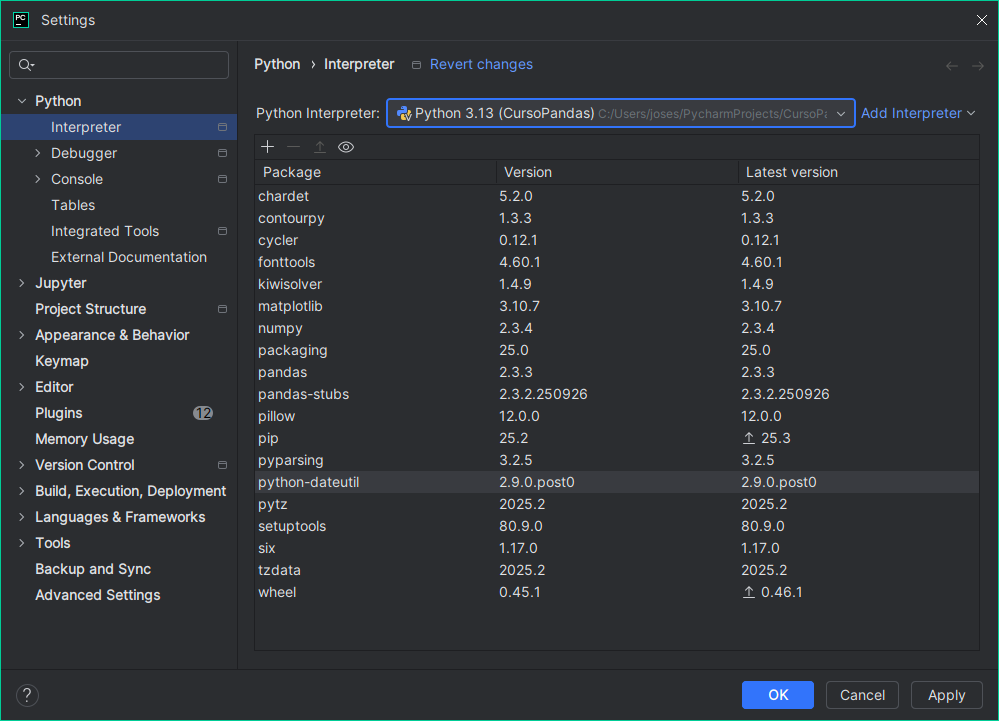 PC Settings
Python › Interpreter Revert changes
Python
Interpreter
Debugger
Console
Tables
Integrated Tools
External Documentation
Jupyter
Project Structure
Appearance & Behavior
Keymap
Editor
Plugins 12
Memory Usage
Version Control
Build, Execution, Deployment
Languages & Frameworks
Tools
Backup and Sync
Advanced Settings
Python Interpreter: Python 3.13 (CursoPandas) C:/Users/joses/PycharmProjects/CursoPa Add Interpreter
Package Version Latest version
chardet 5.2.0 5.2.0
contourpy 1.3.3 1.3.3
cycler 0.12.1 0.12.1
fonttools 4.60.1 4.60.1
kiwisolver 1.4.9 1.4.9
matplotlib 3.10.7 3.10.7
numpy 2.3.4 2.3.4
packaging 25.0 25.0
pandas 2.3.3 2.3.3
pandas-stubs 2.3.2.250926 2.3.2.250926
pillow 12.0.0 12.0.0
pip 25.2 25.3
pyparsing 3.2.5 3.2.5
python-dateutil 2.9.0.post0 2.9.0.post0
pytz 2025.2 2025.2
setuptools 80.9.0 80.9.0
six 1.17.0 1.17.0
tzdata 2025.2 2025.2
wheel 0.45.1 0.46.1
? OK Cancel Apply